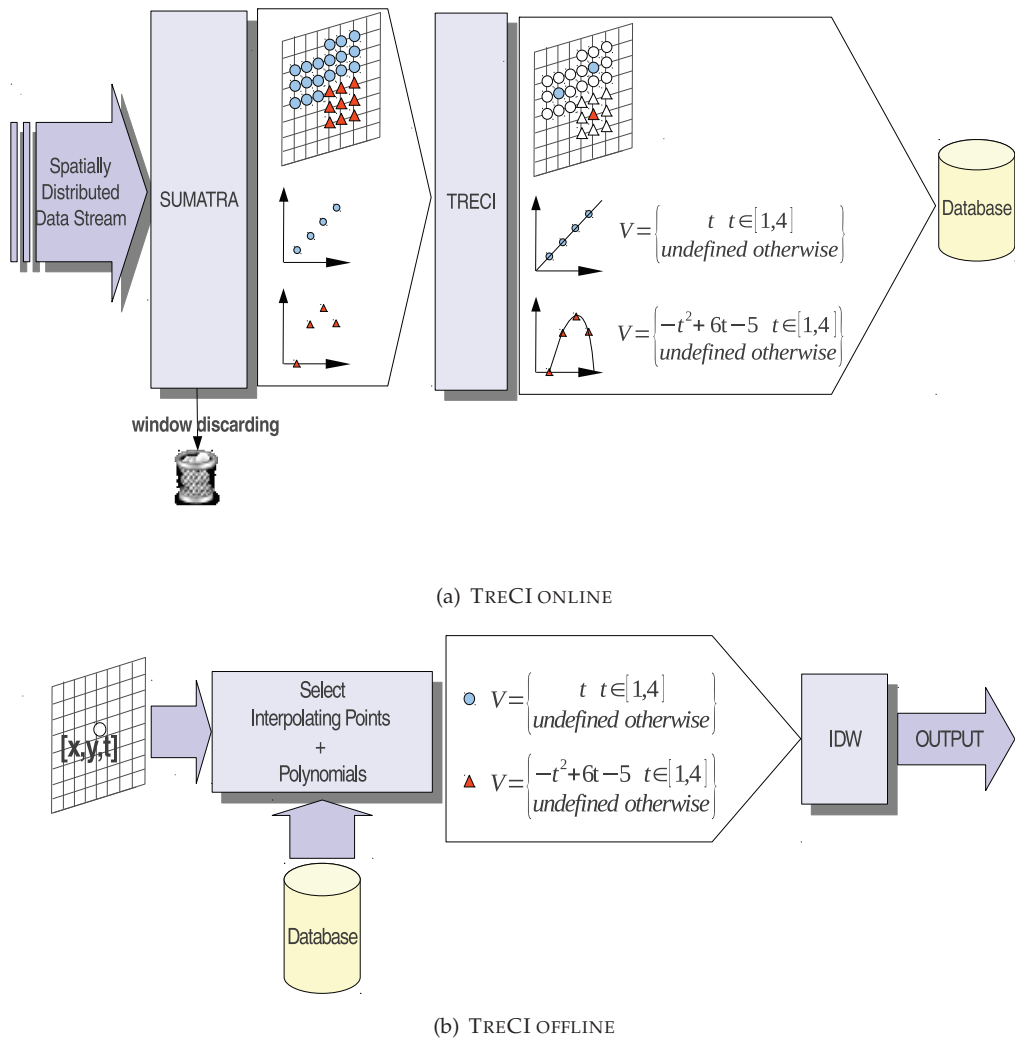 Spatially
Distributed
Data Stream
SUMATRA
TRECI
V={ t t∈[1,4]
undefined otherwise}
V={−t²+6t−5 t∈[1,4]
undefined otherwise}
Database
window discarding
(a) TRECI ONLINE
[x,y,t]
Select
Interpolating Points
+
Polynomials
V={ t t∈[1,4]
undefined otherwise}
V={−t²+6t−5 t∈[1,4]
undefined otherwise}
IDW
OUTPUT
Database
(b) TRECI OFFLINE